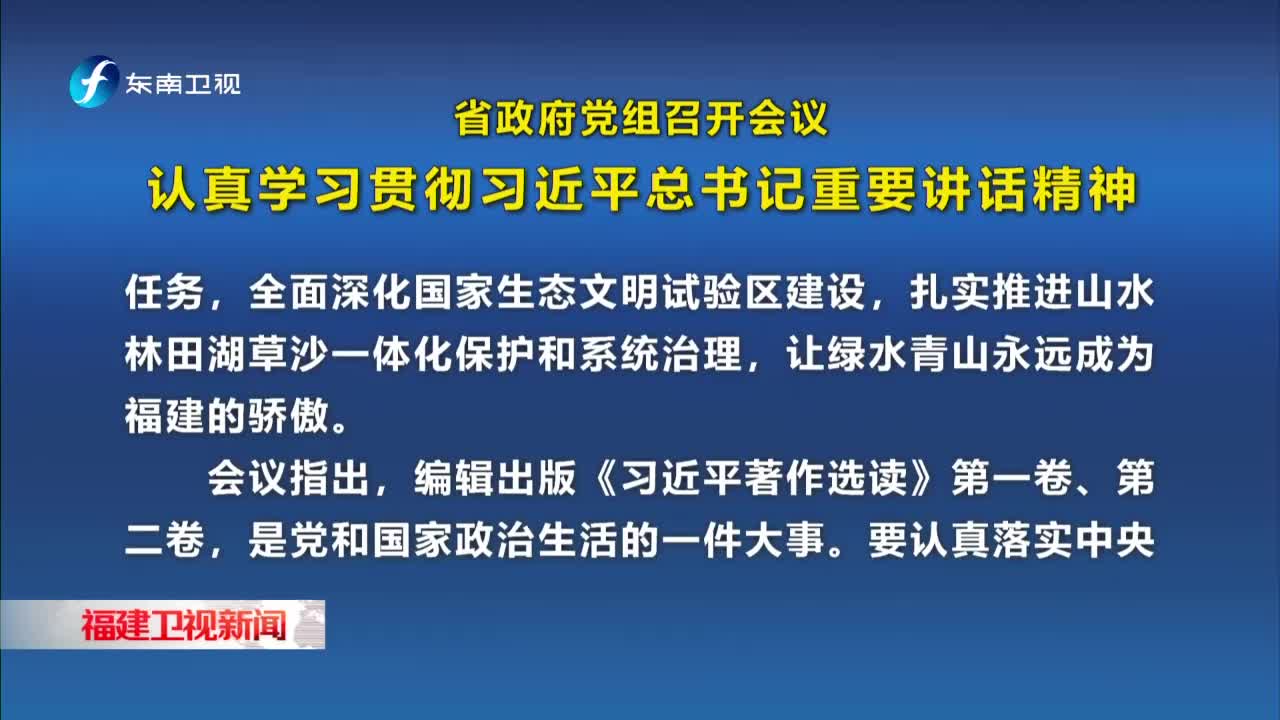 东南卫视
省政府党组召开会议
认真学习贯彻习近平总书记重要讲话精神
任务，全面深化国家生态文明试验区建设，扎实推进山水
林田湖草沙一体化保护和系统治理，让绿水青山永远成为
福建的骄傲。
会议指出，编辑出版《习近平著作选读》第一卷、第
二卷，是党和国家政治生活的一件大事。要认真落实中央
福建卫视新闻